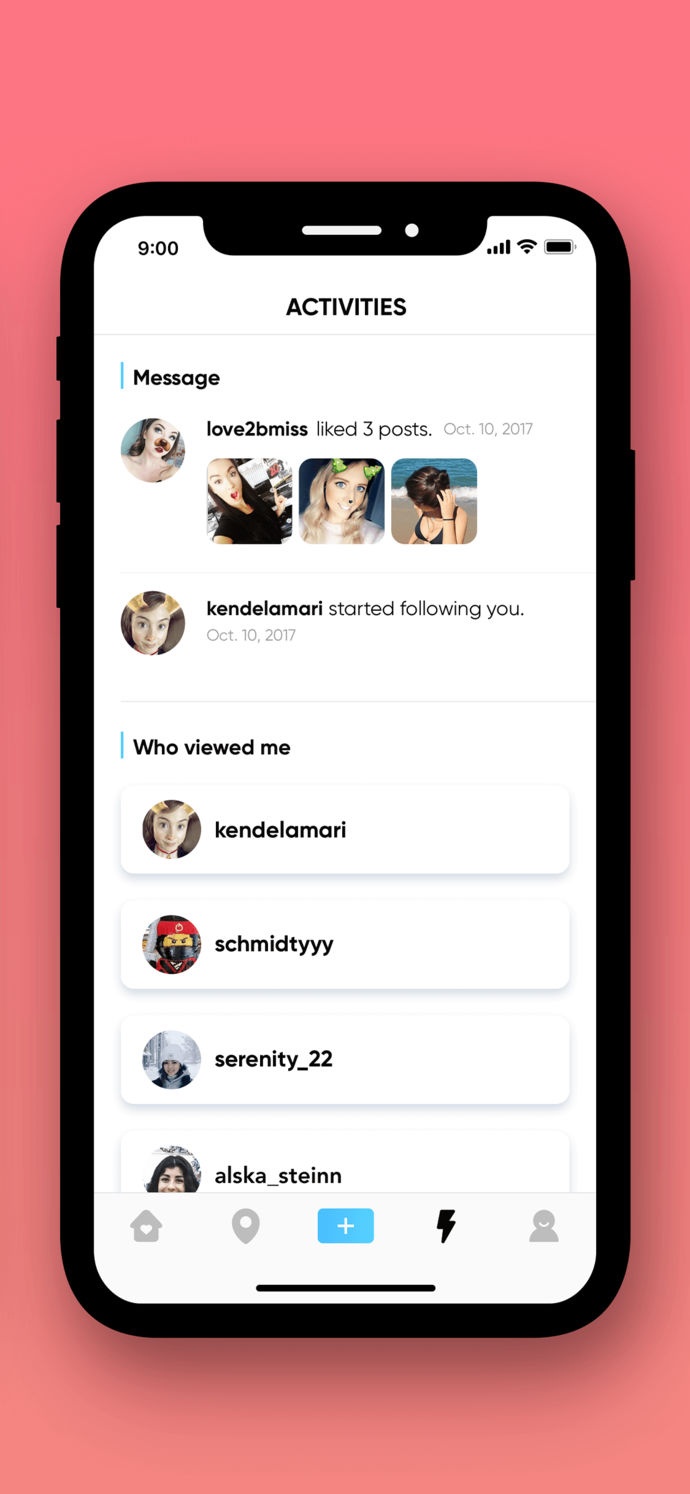 9:00
ACTIVITIES
Message
love2bmiss liked 3 posts. Oct. 10, 2017
kendelamari started following you.
Oct. 10, 2017
Who viewed me
kendelamari
schmidtyyy
serenity_22
alska_steinn